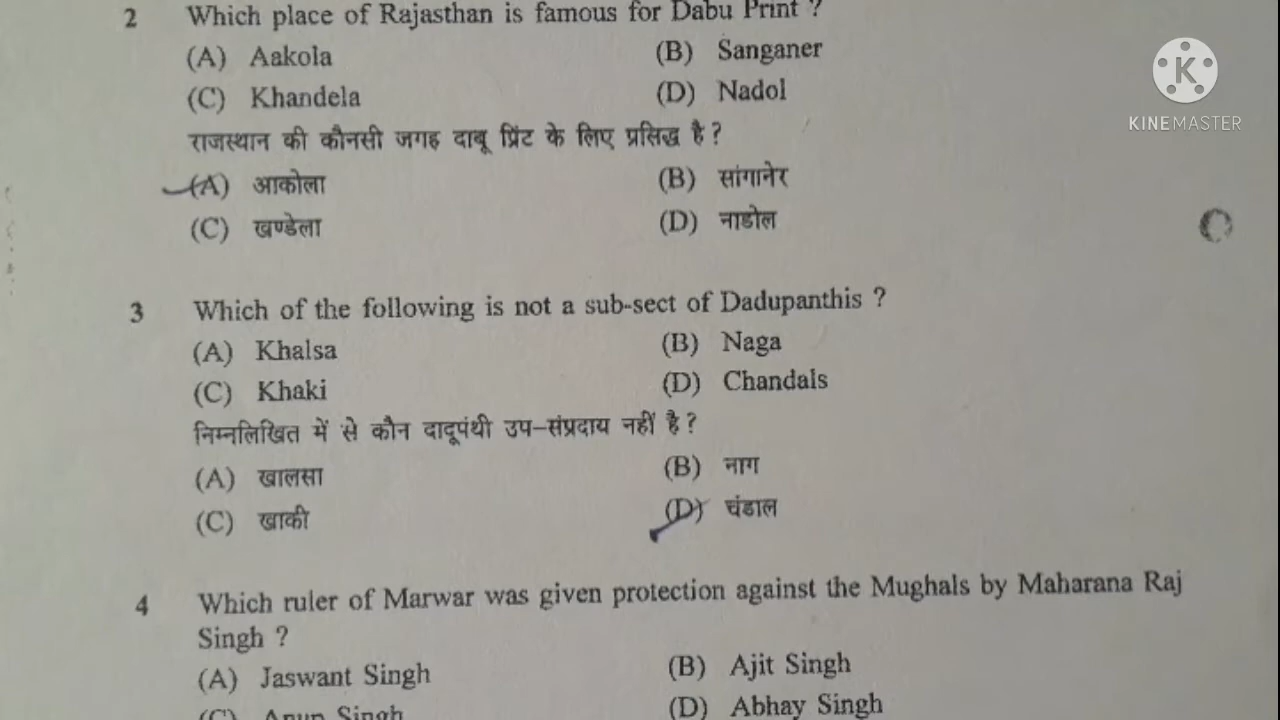 2 Which place of Rajasthan is famous for Dabu Print ?
(A) Aakola (B) Sanganer
(C) Khandela (D) Nadol
राजस्थान की कौनसी जगह दाबू प्रिंट के लिए प्रसिद्ध है ?
(A) आकोला (B) सांगानेर
(C) खण्डेला (D) नाडोल
3 Which of the following is not a sub-sect of Dadupanthis ?
(A) Khalsa (B) Naga
(C) Khaki (D) Chandals
निम्नलिखित में से कौन दादूपंथी उप-संप्रदाय नहीं है ?
(A) खालसा (B) नाग
(C) खाकी (D) चंडाल
4 Which ruler of Marwar was given protection against the Mughals by Maharana Raj
Singh ?
(A) Jaswant Singh (B) Ajit Singh
(C) Anup Singh (D) Abhay Singh
K
KINEMASTER